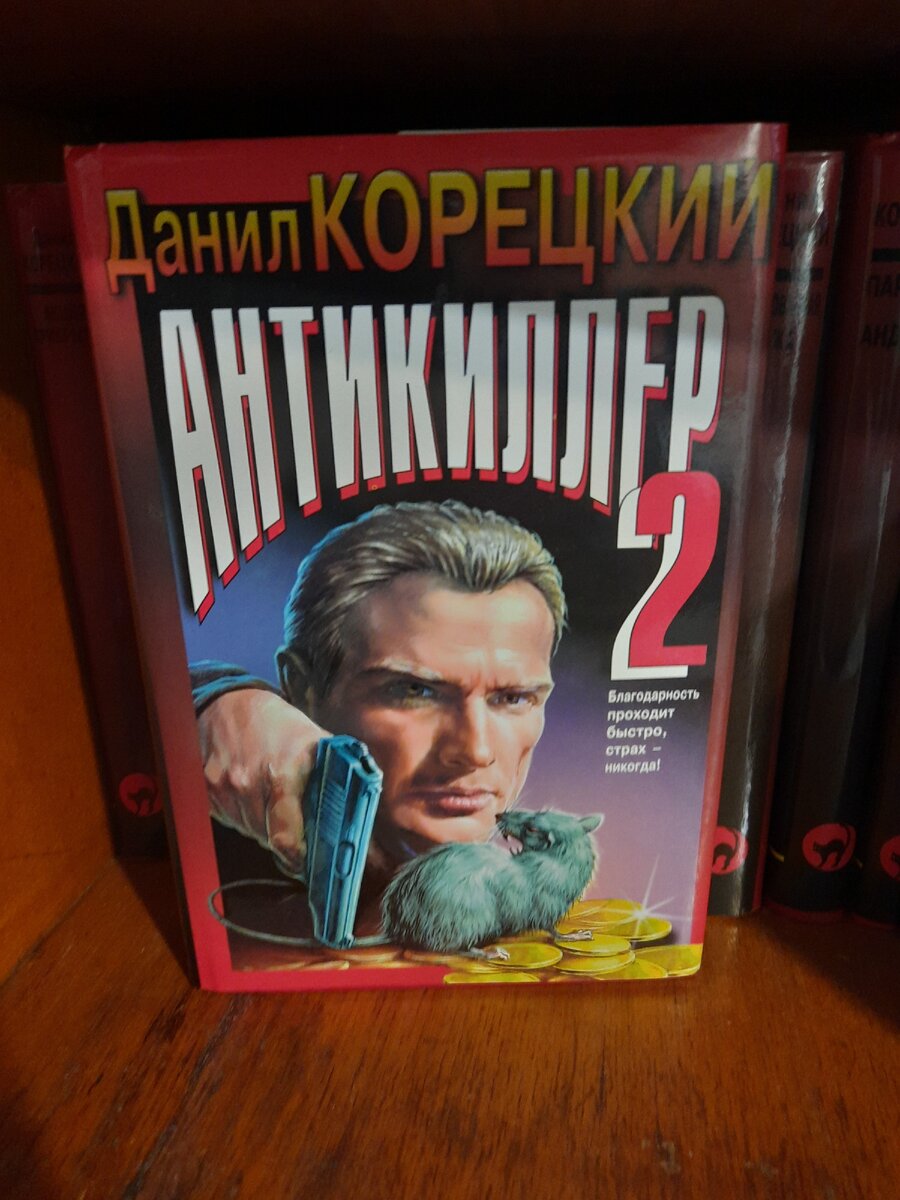 Данил КОРЕЦКИЙ
АНТИКИЛЛЕР
2
Благодарность
проходит
быстро,
страх –
никогда!